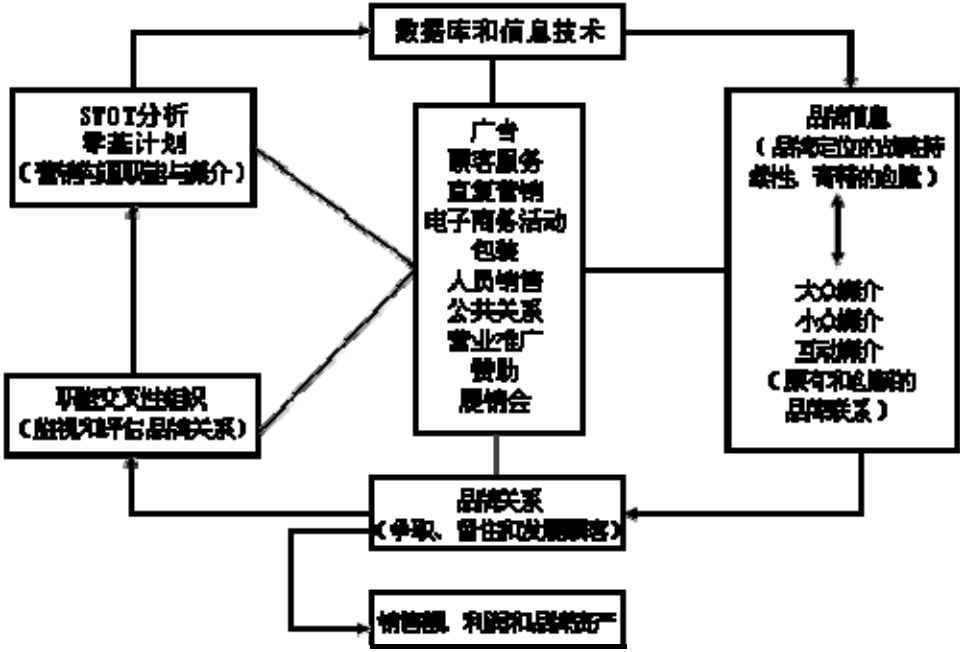 数据库和信息技术
SWOT分析
零基计划
（营销沟通职能与媒介）
广告
顾客服务
直复营销
电子商务活动
包装
人员销售
公共关系
营业推广
赞助
展销会
品牌信息
（品牌定位的战略持
续性、奇特的创意）
大众媒介
小众媒介
互动媒介
（原有和创新的
品牌联系）
职能交叉性组织
（监视和评估品牌关系）
品牌关系
（争取、留住和发展顾客）
销售额、利润和品牌资产